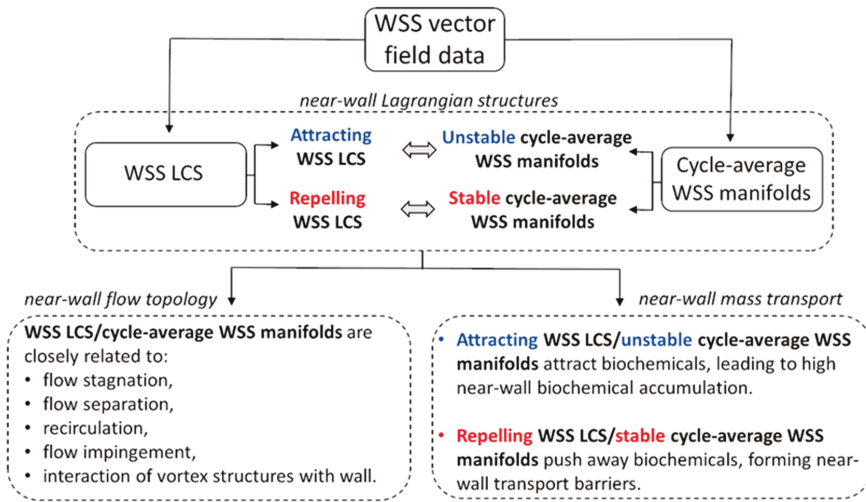 WSS vector
field data
near-wall Lagrangian structures
WSS LCS
Attracting
WSS LCS
Unstable cycle-average
WSS manifolds
Repelling
WSS LCS
Stable cycle-average
WSS manifolds
Cycle-average
WSS manifolds
near-wall flow topology
WSS LCS/cycle-average WSS manifolds are
closely related to:
• flow stagnation,
• flow separation,
• recirculation,
• flow impingement,
• interaction of vortex structures with wall.
near-wall mass transport
• Attracting WSS LCS/unstable cycle-average WSS
manifolds attract biochemicals, leading to high
near-wall biochemical accumulation.
• Repelling WSS LCS/stable cycle-average WSS
manifolds push away biochemicals, forming near-
wall transport barriers.